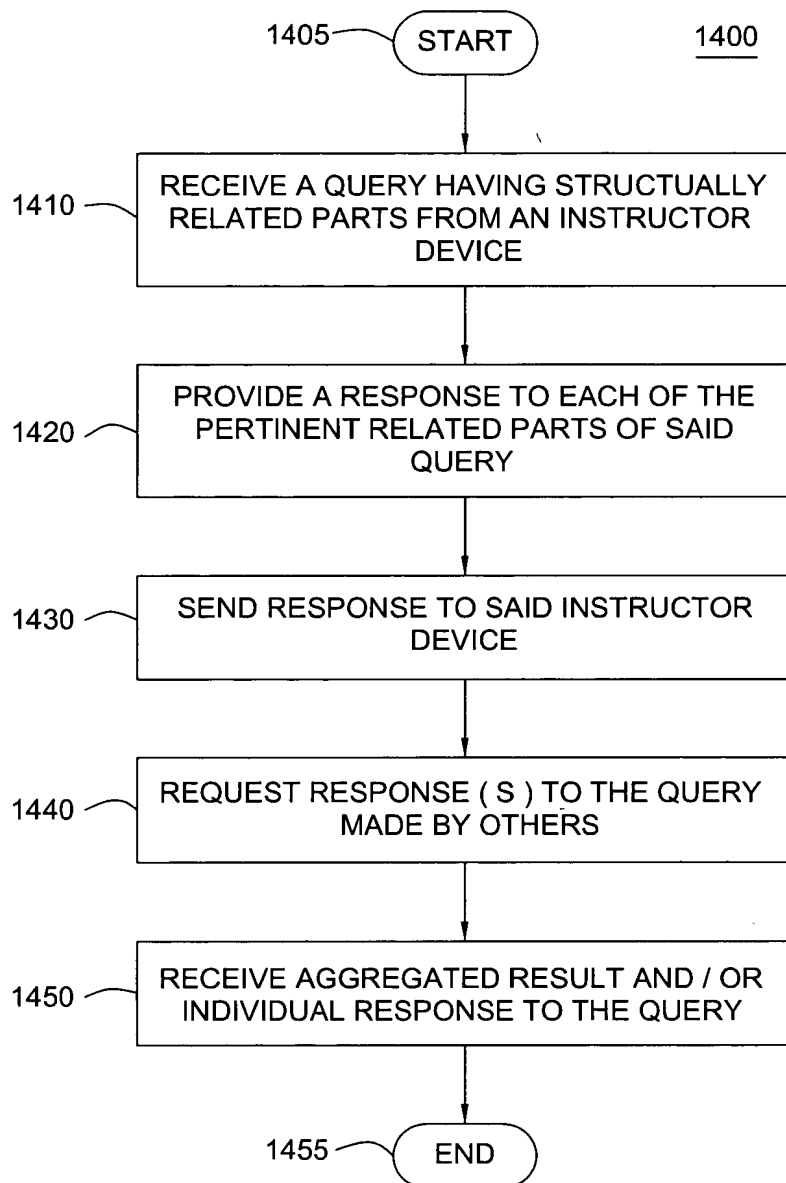 1405
START
1400
1410
RECEIVE A QUERY HAVING STRUCTUALLY
RELATED PARTS FROM AN INSTRUCTOR
DEVICE
1420
PROVIDE A RESPONSE TO EACH OF THE
PERTINENT RELATED PARTS OF SAID
QUERY
1430
SEND RESPONSE TO SAID INSTRUCTOR
DEVICE
1440
REQUEST RESPONSE ( S ) TO THE QUERY
MADE BY OTHERS
1450
RECEIVE AGGREGATED RESULT AND / OR
INDIVIDUAL RESPONSE TO THE QUERY
1455
END